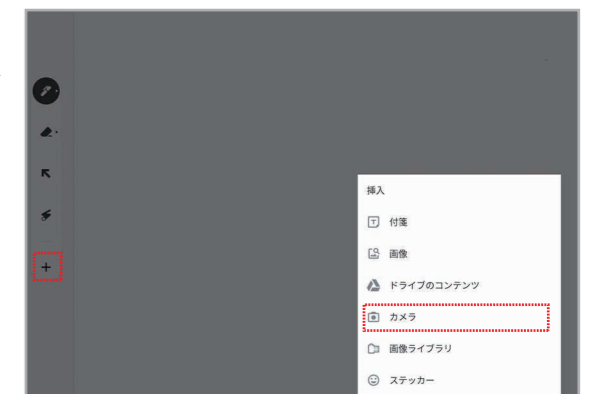 挿入
付箋
画像
ドライブのコンテンツ
カメラ
画像ライブラリ
ステッカー